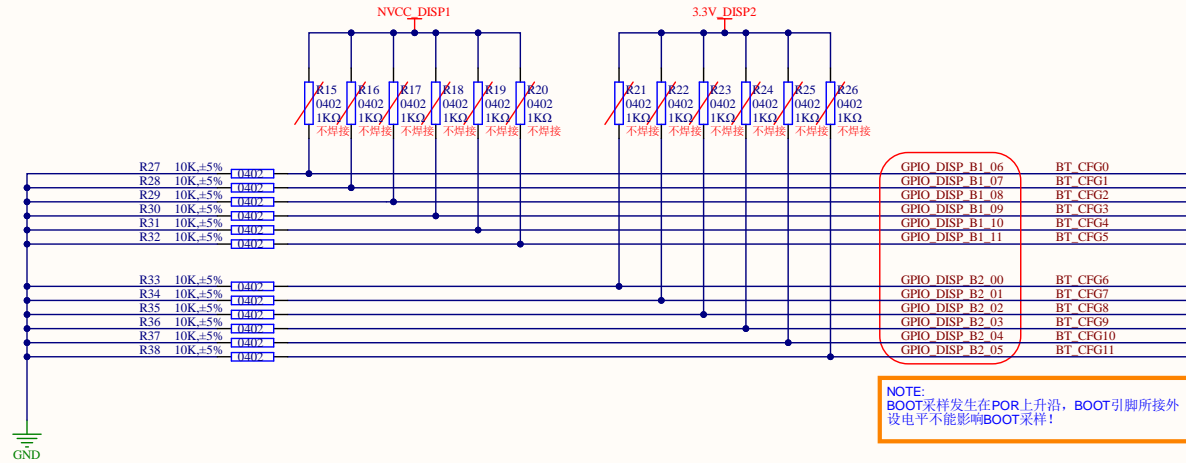 NVCC_DISP1
3.3V_DISP2
R15 R16 R17 R18 R19 R20 R21 R22 R23 R24 R25 R26
0402 0402 0402 0402 0402 0402 0402 0402 0402 0402 0402 0402
1KΩ 1KΩ 1KΩ 1KΩ 1KΩ 1KΩ 1KΩ 1KΩ 1KΩ 1KΩ 1KΩ 1KΩ
不焊接 不焊接 不焊接 不焊接 不焊接 不焊接 不焊接 不焊接 不焊接 不焊接 不焊接 不焊接
R27 10K,±5% 0402 GPIO_DISP_B1_06 BT_CFG0
R28 10K,±5% 0402 GPIO_DISP_B1_07 BT_CFG1
R29 10K,±5% 0402 GPIO_DISP_B1_08 BT_CFG2
R30 10K,±5% 0402 GPIO_DISP_B1_09 BT_CFG3
R31 10K,±5% 0402 GPIO_DISP_B1_10 BT_CFG4
R32 10K,±5% 0402 GPIO_DISP_B1_11 BT_CFG5
R33 10K,±5% 0402 GPIO_DISP_B2_00 BT_CFG6
R34 10K,±5% 0402 GPIO_DISP_B2_01 BT_CFG7
R35 10K,±5% 0402 GPIO_DISP_B2_02 BT_CFG8
R36 10K,±5% 0402 GPIO_DISP_B2_03 BT_CFG9
R37 10K,±5% 0402 GPIO_DISP_B2_04 BT_CFG10
R38 10K,±5% 0402 GPIO_DISP_B2_05 BT_CFG11
NOTE:
BOOT采样发生在POR上升沿，BOOT引脚所接外
设电平不能影响BOOT采样！
GND